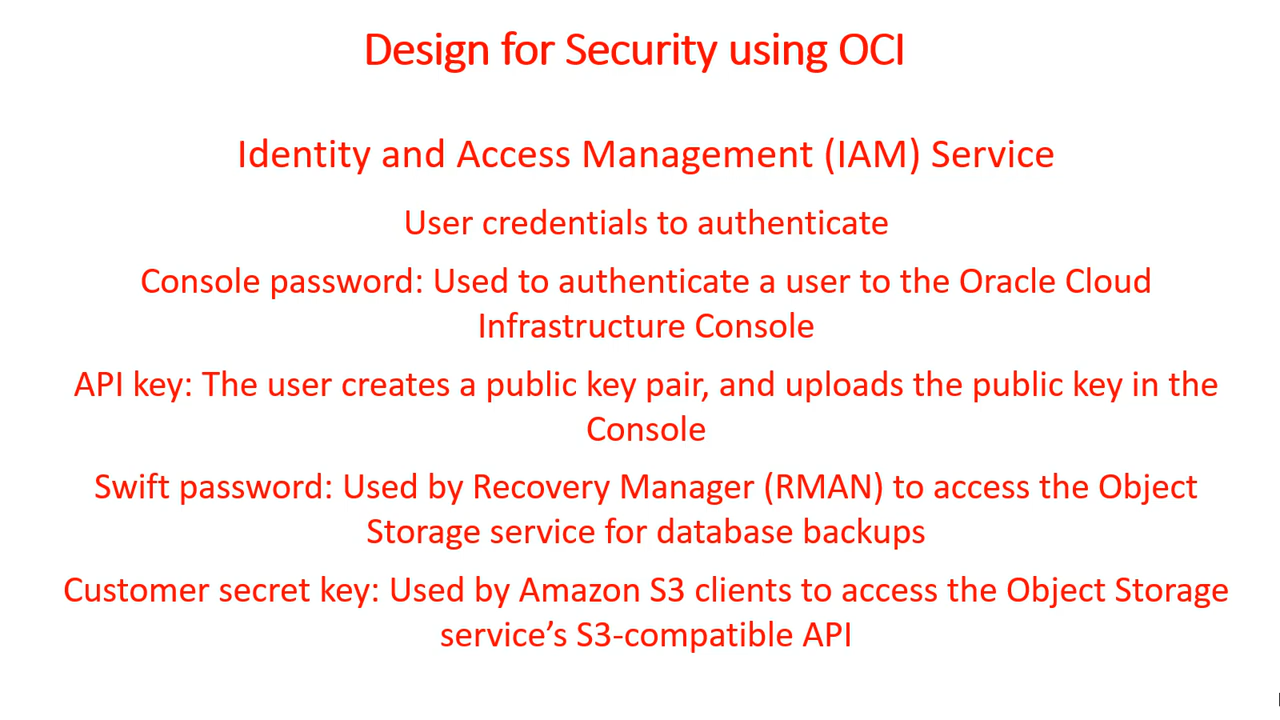 Design for Security using OCI
Identity and Access Management (IAM) Service
User credentials to authenticate
Console password: Used to authenticate a user to the Oracle Cloud
Infrastructure Console
API key: The user creates a public key pair, and uploads the public key in the
Console
Swift password: Used by Recovery Manager (RMAN) to access the Object
Storage service for database backups
Customer secret key: Used by Amazon S3 clients to access the Object Storage
service’s S3-compatible API